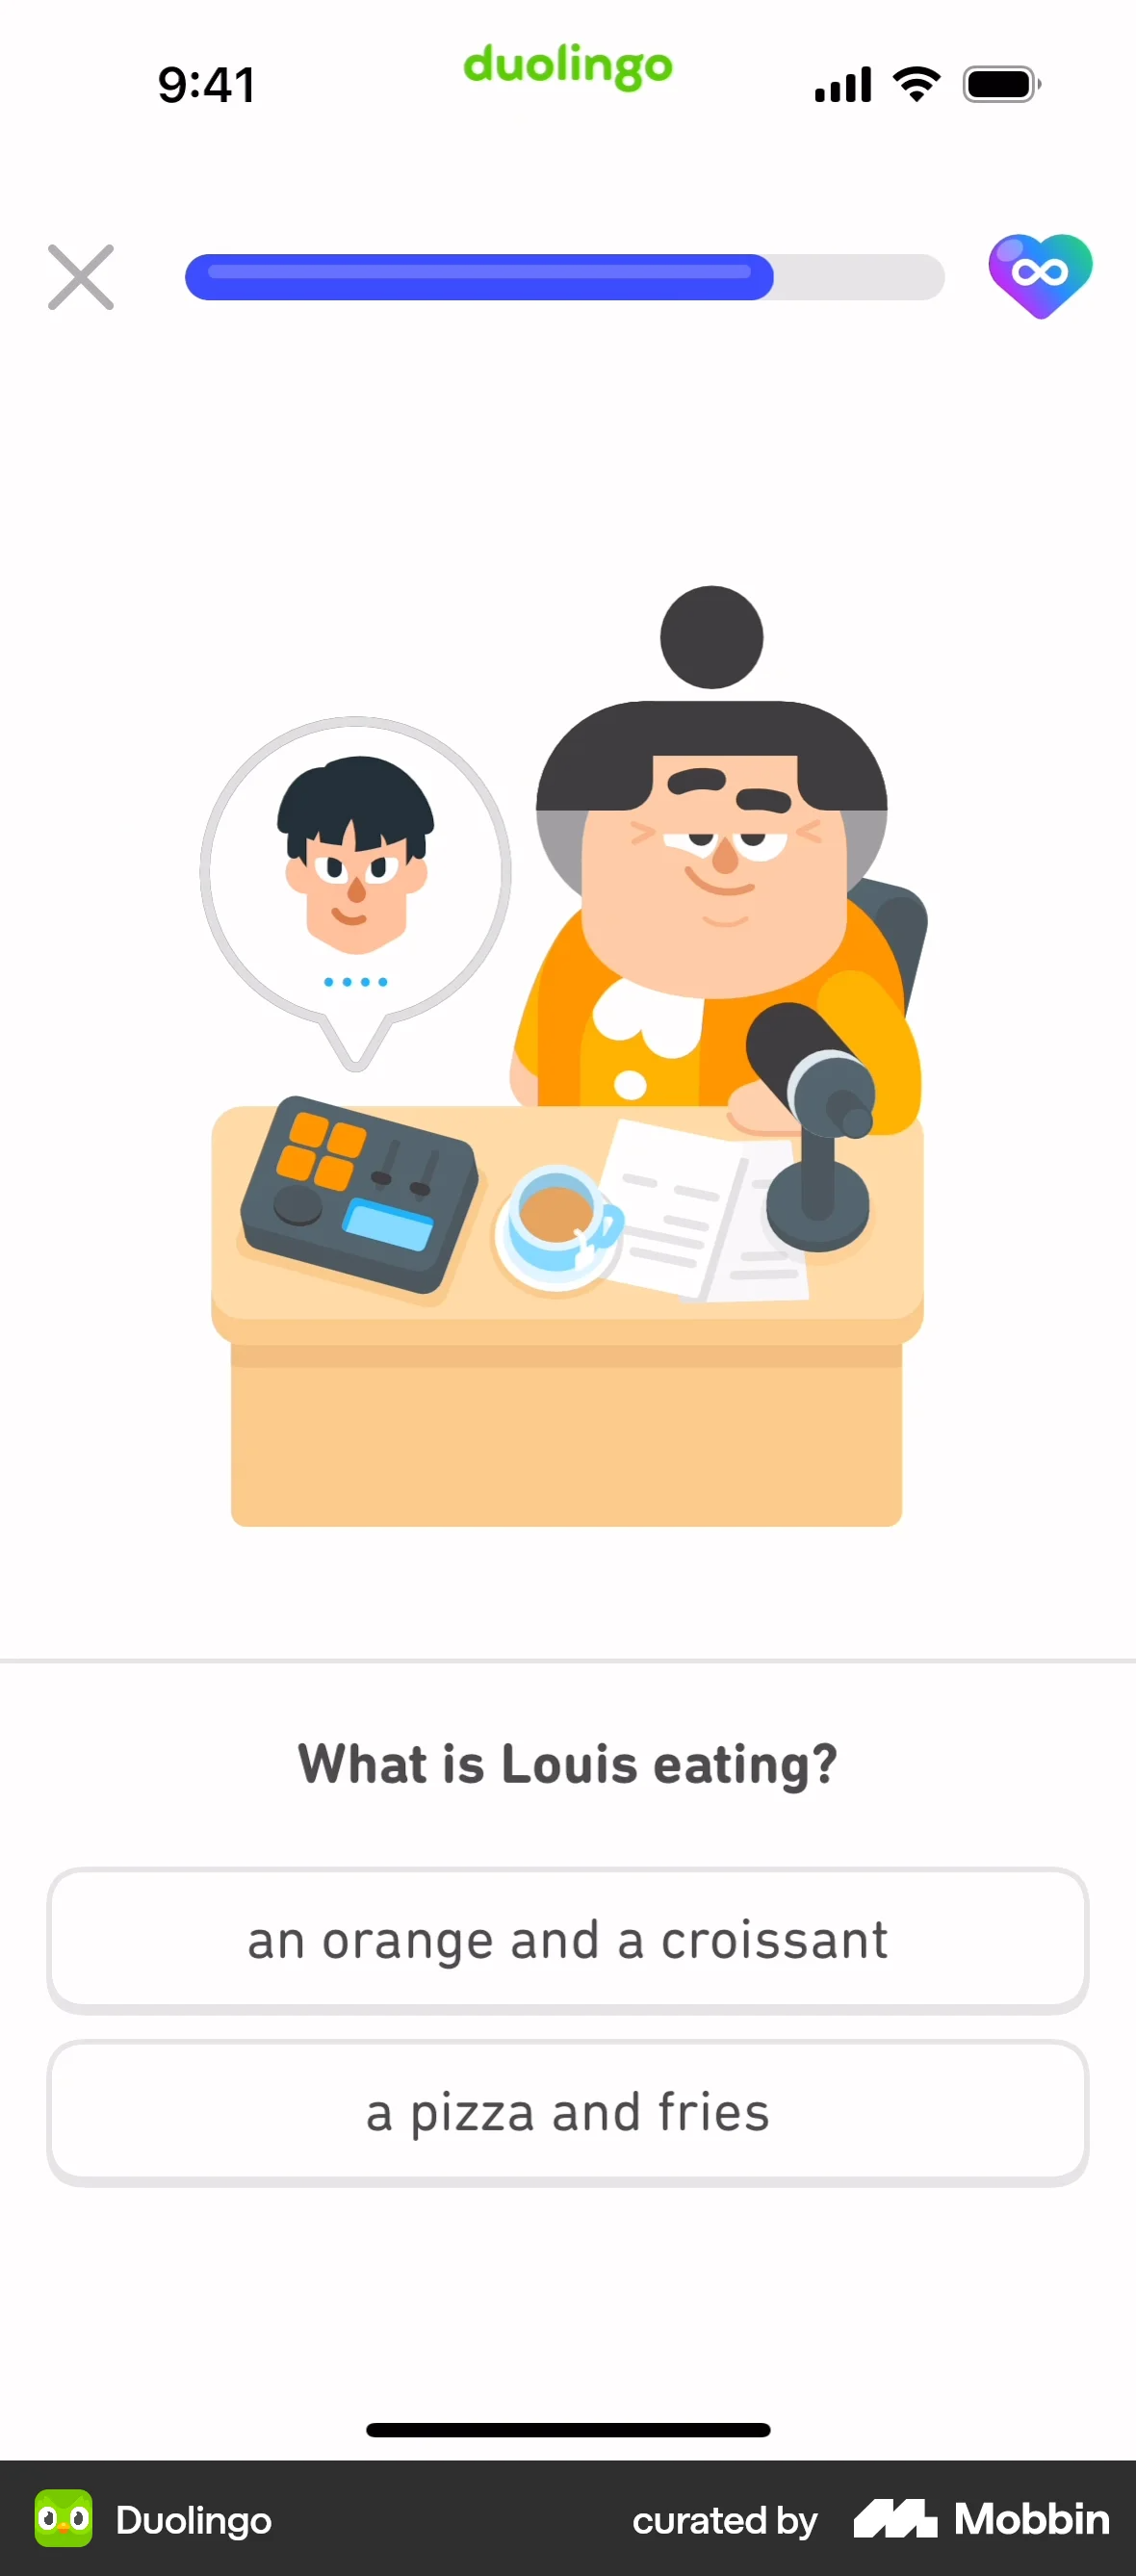 9:41
duolingo
What is Louis eating?
an orange and a croissant
a pizza and fries
Duolingo
curated by Mobbin